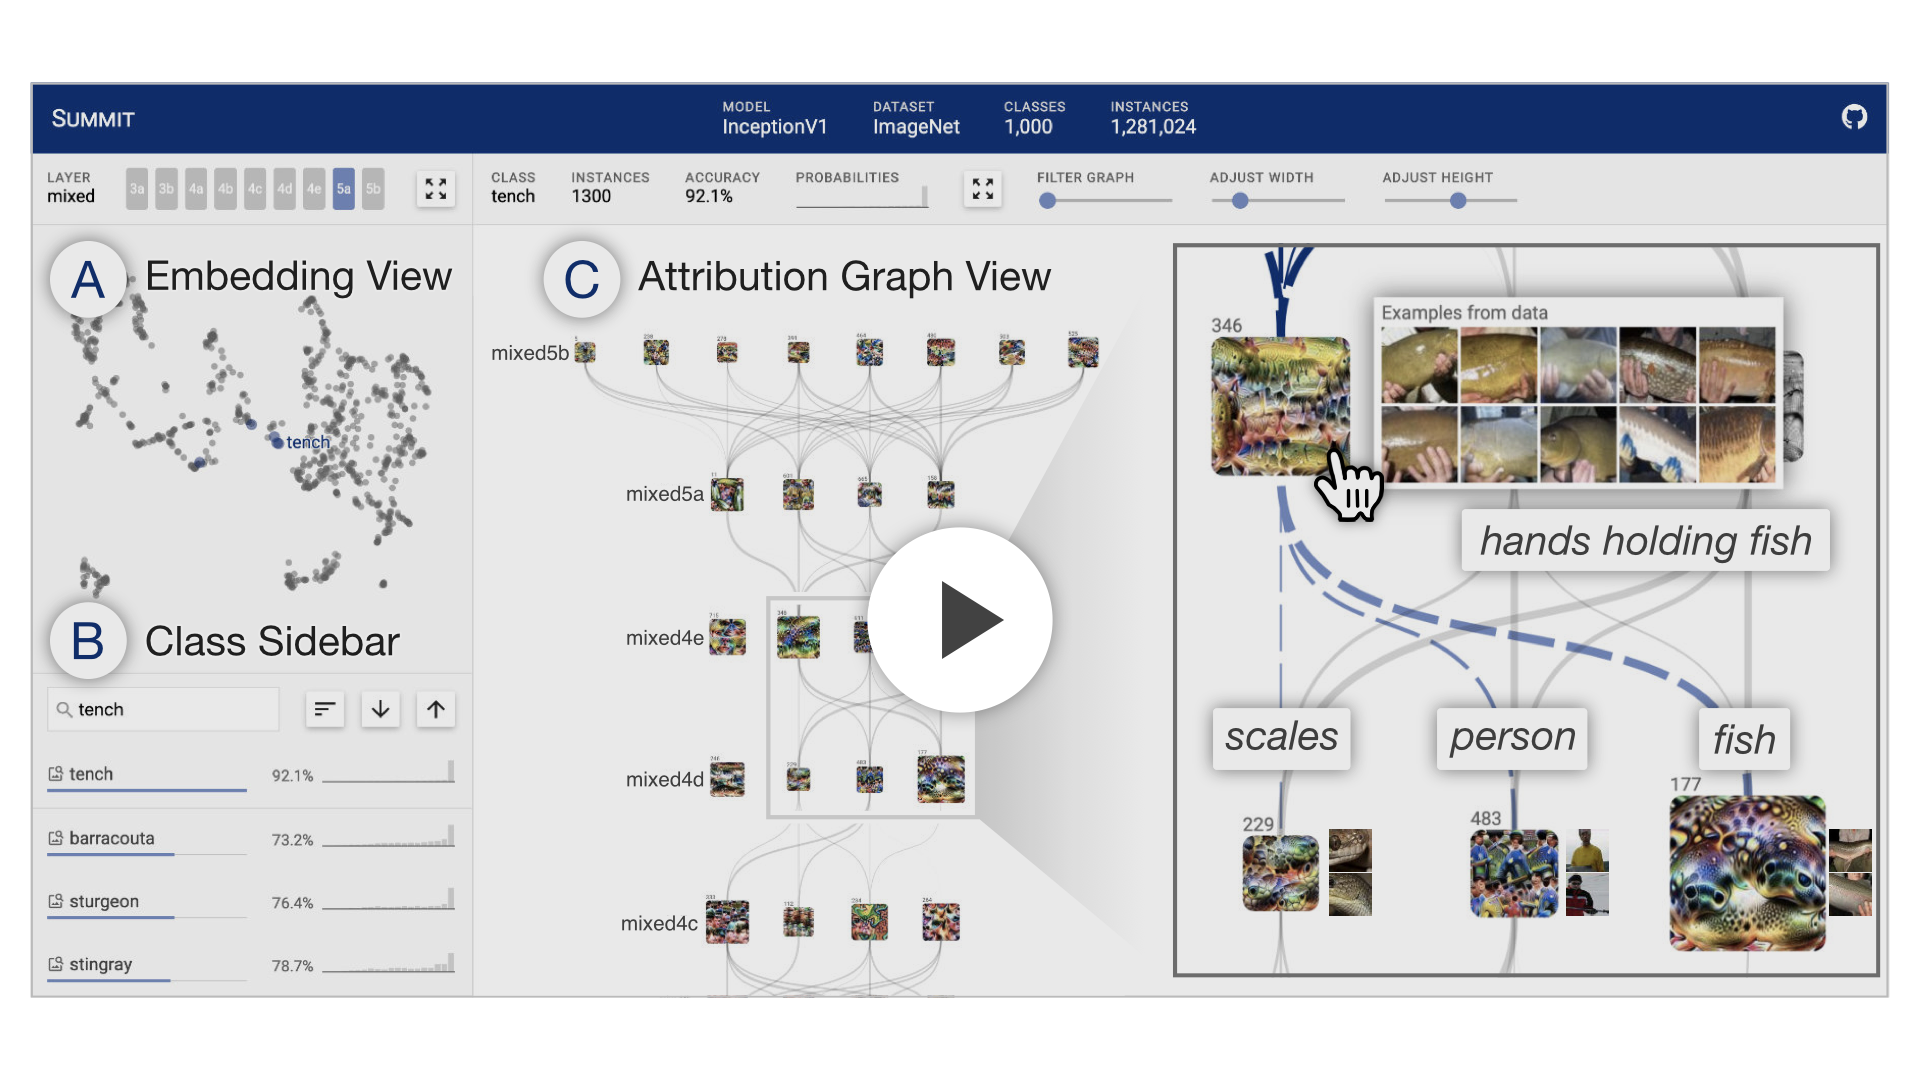 SUMMIT
MODEL
InceptionV1
DATASET
ImageNet
CLASSES
1,000
INSTANCES
1,281,024
LAYER
mixed
3a 3b 4a 4b 4c 4d 4e 5a 5b
CLASS
tench
INSTANCES
1300
ACCURACY
92.1%
PROBABILITIES
FILTER GRAPH
ADJUST WIDTH
ADJUST HEIGHT
A Embedding View
tench
B Class Sidebar
tench
tench 92.1%
barracouta 73.2%
sturgeon 76.4%
stingray 78.7%
C Attribution Graph View
mixed5b
mixed5a
mixed4e
mixed4d
mixed4c
346
Examples from data
hands holding fish
scales
person
fish
229
483
177